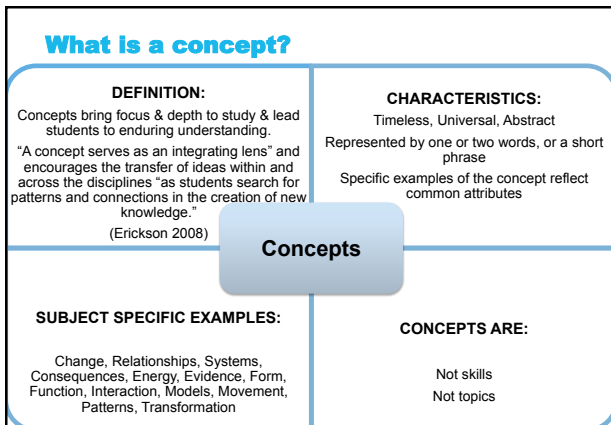 What is a concept?
DEFINITION:
Concepts bring focus & depth to study & lead
students to enduring understanding.
“A concept serves as an integrating lens” and
encourages the transfer of ideas within and
across the disciplines “as students search for
patterns and connections in the creation of new
knowledge.”
(Erickson 2008)
CHARACTERISTICS:
Timeless, Universal, Abstract
Represented by one or two words, or a short
phrase
Specific examples of the concept reflect
common attributes
Concepts
SUBJECT SPECIFIC EXAMPLES:
Change, Relationships, Systems,
Consequences, Energy, Evidence, Form,
Function, Interaction, Models, Movement,
Patterns, Transformation
CONCEPTS ARE:
Not skills
Not topics